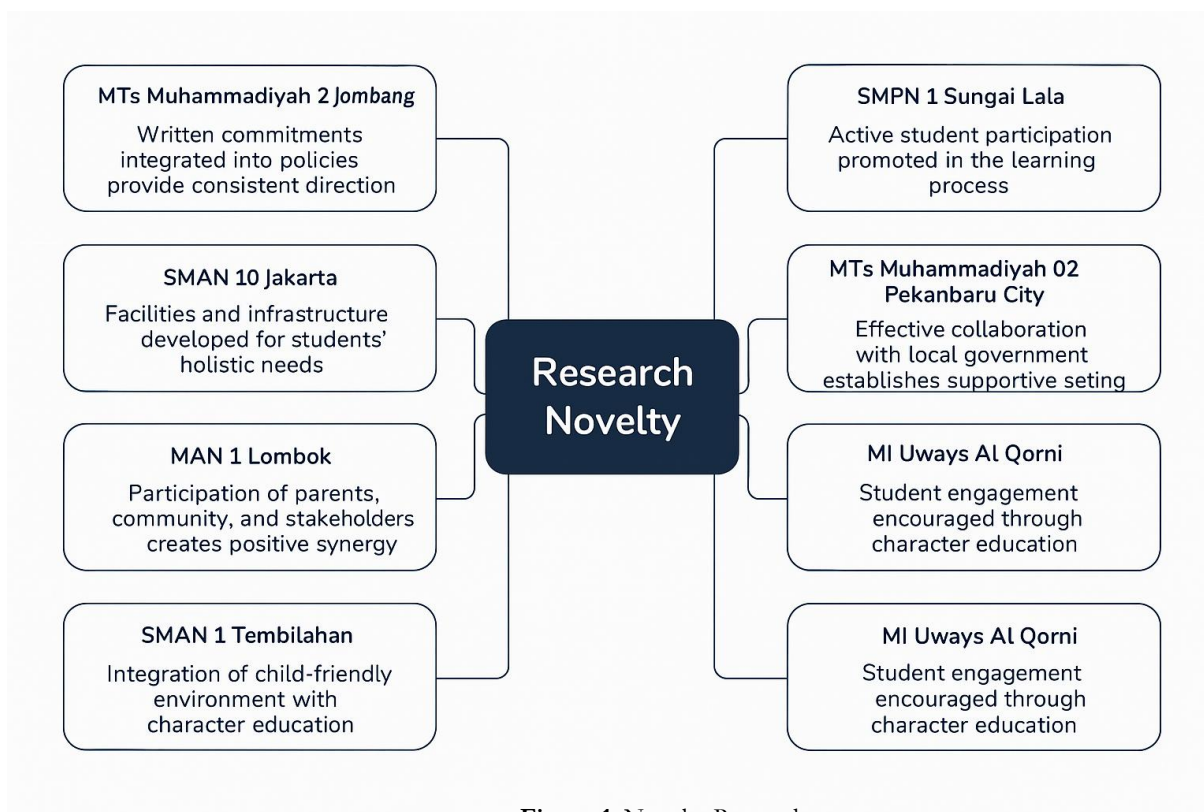 MTs Muhammadiyah 2 Jombang
Written commitments
integrated into policies
provide consistent direction
SMAN 10 Jakarta
Facilities and infrastructure
developed for students’
holistic needs
MAN 1 Lombok
Participation of parents,
community, and stakeholders
creates positive synergy
SMAN 1 Tembilahan
Integration of child-friendly
environment with
character education
Research
Novelty
SMPN 1 Sungai Lala
Active student participation
promoted in the learning
process
MTs Muhammadiyah 02
Pekanbaru City
Effective collaboration
with local government
establishes supportive seting
MI Uways Al Qorni
Student engagement
encouraged through
character education
MI Uways Al Qorni
Student engagement
encouraged through
character education